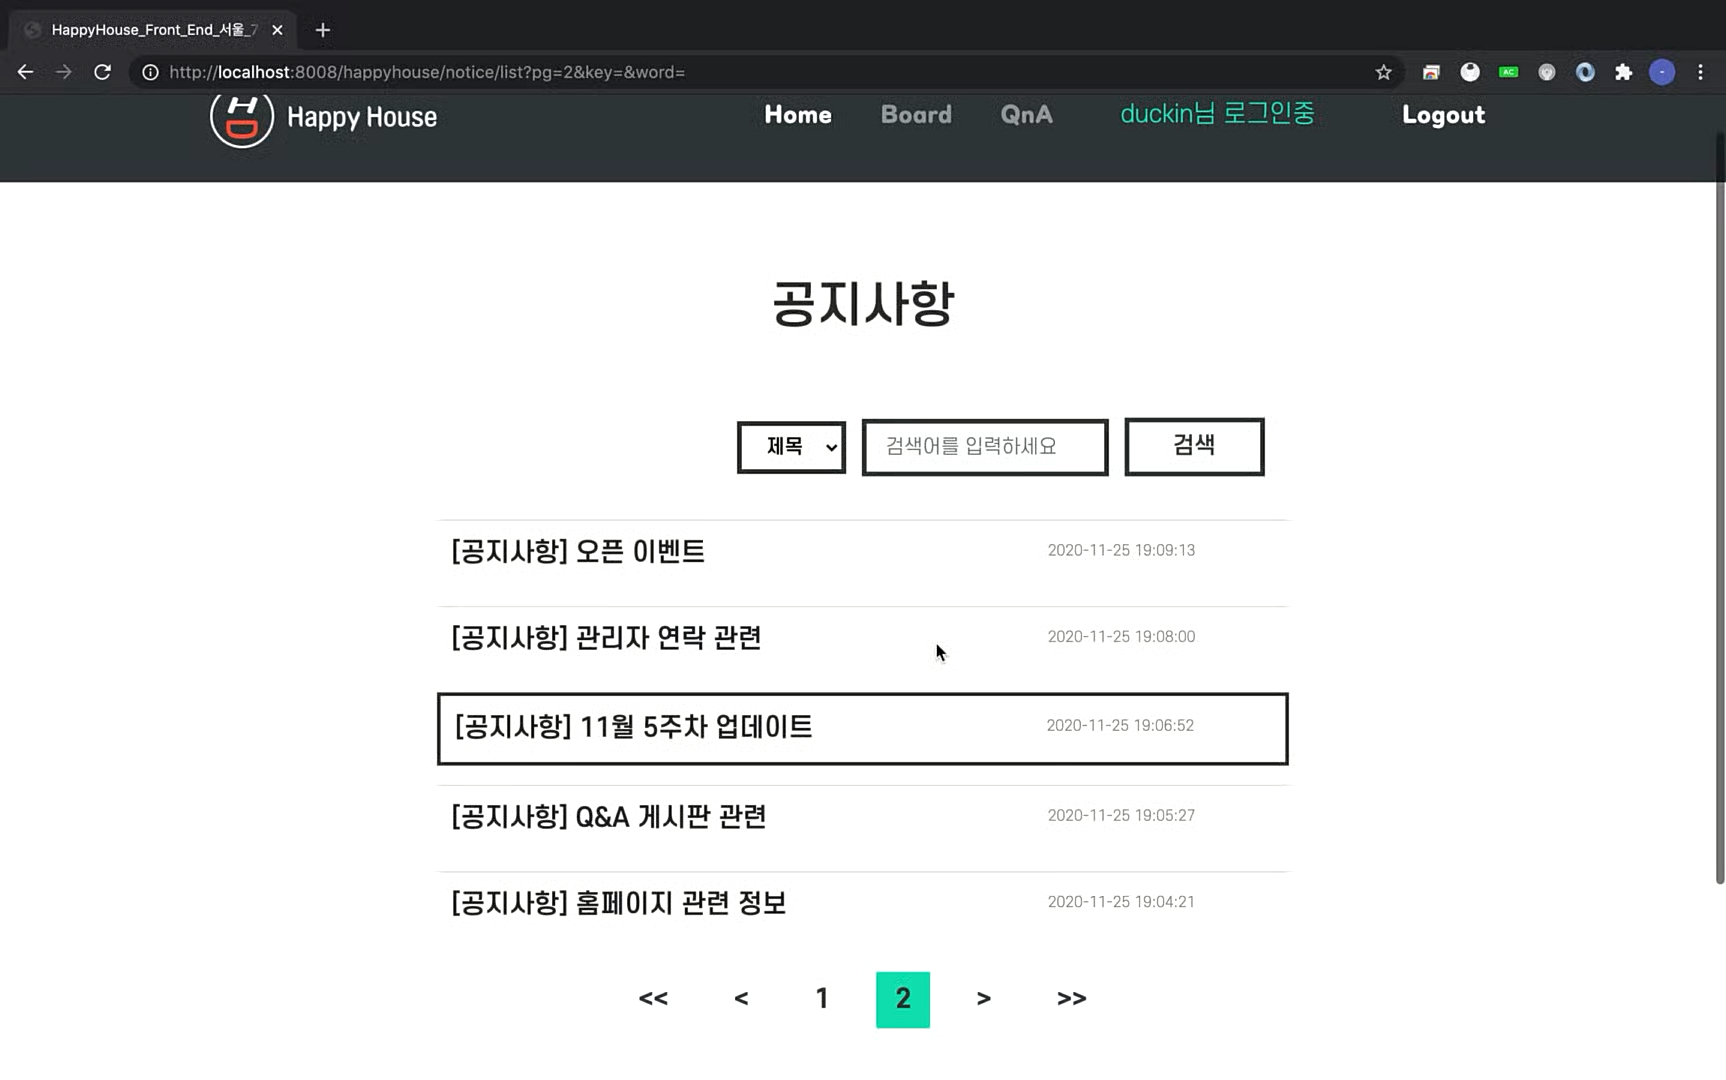 HappyHouse_Front_End_서울_7
http://localhost:8008/happyhouse/notice/list?pg=2&key=&word=
AC
Happy House
Home Board QnA duckin님 로그인중 Logout
공지사항
제목 검색어를 입력하세요 검색
[공지사항] 오픈 이벤트 2020-11-25 19:09:13
[공지사항] 관리자 연락 관련 2020-11-25 19:08:00
[공지사항] 11월 5주차 업데이트 2020-11-25 19:06:52
[공지사항] Q&A 게시판 관련 2020-11-25 19:05:27
[공지사항] 홈페이지 관련 정보 2020-11-25 19:04:21
<< < 1 2 > >>